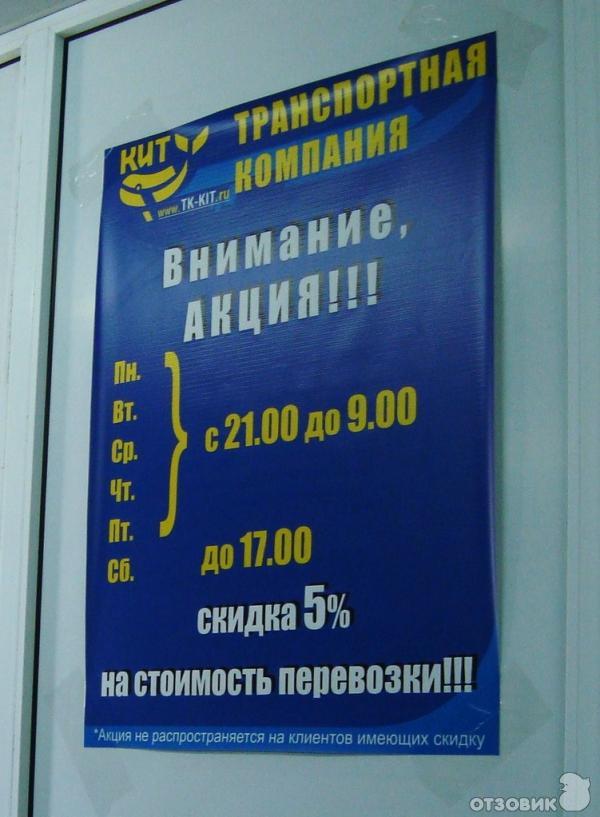 КИТ
www.TK-KIT.ru
ТРАНСПОРТНАЯ
КОМПАНИЯ
Внимание,
АКЦИЯ!!!
Пн.
Вт.
Ср.
Чт.
Пт.
с 21.00 до 9.00
Сб.
до 17.00
скидка 5%
на стоимость перевозки!!!
*Акция не распространяется на клиентов имеющих скидку
ОТЗОВИК